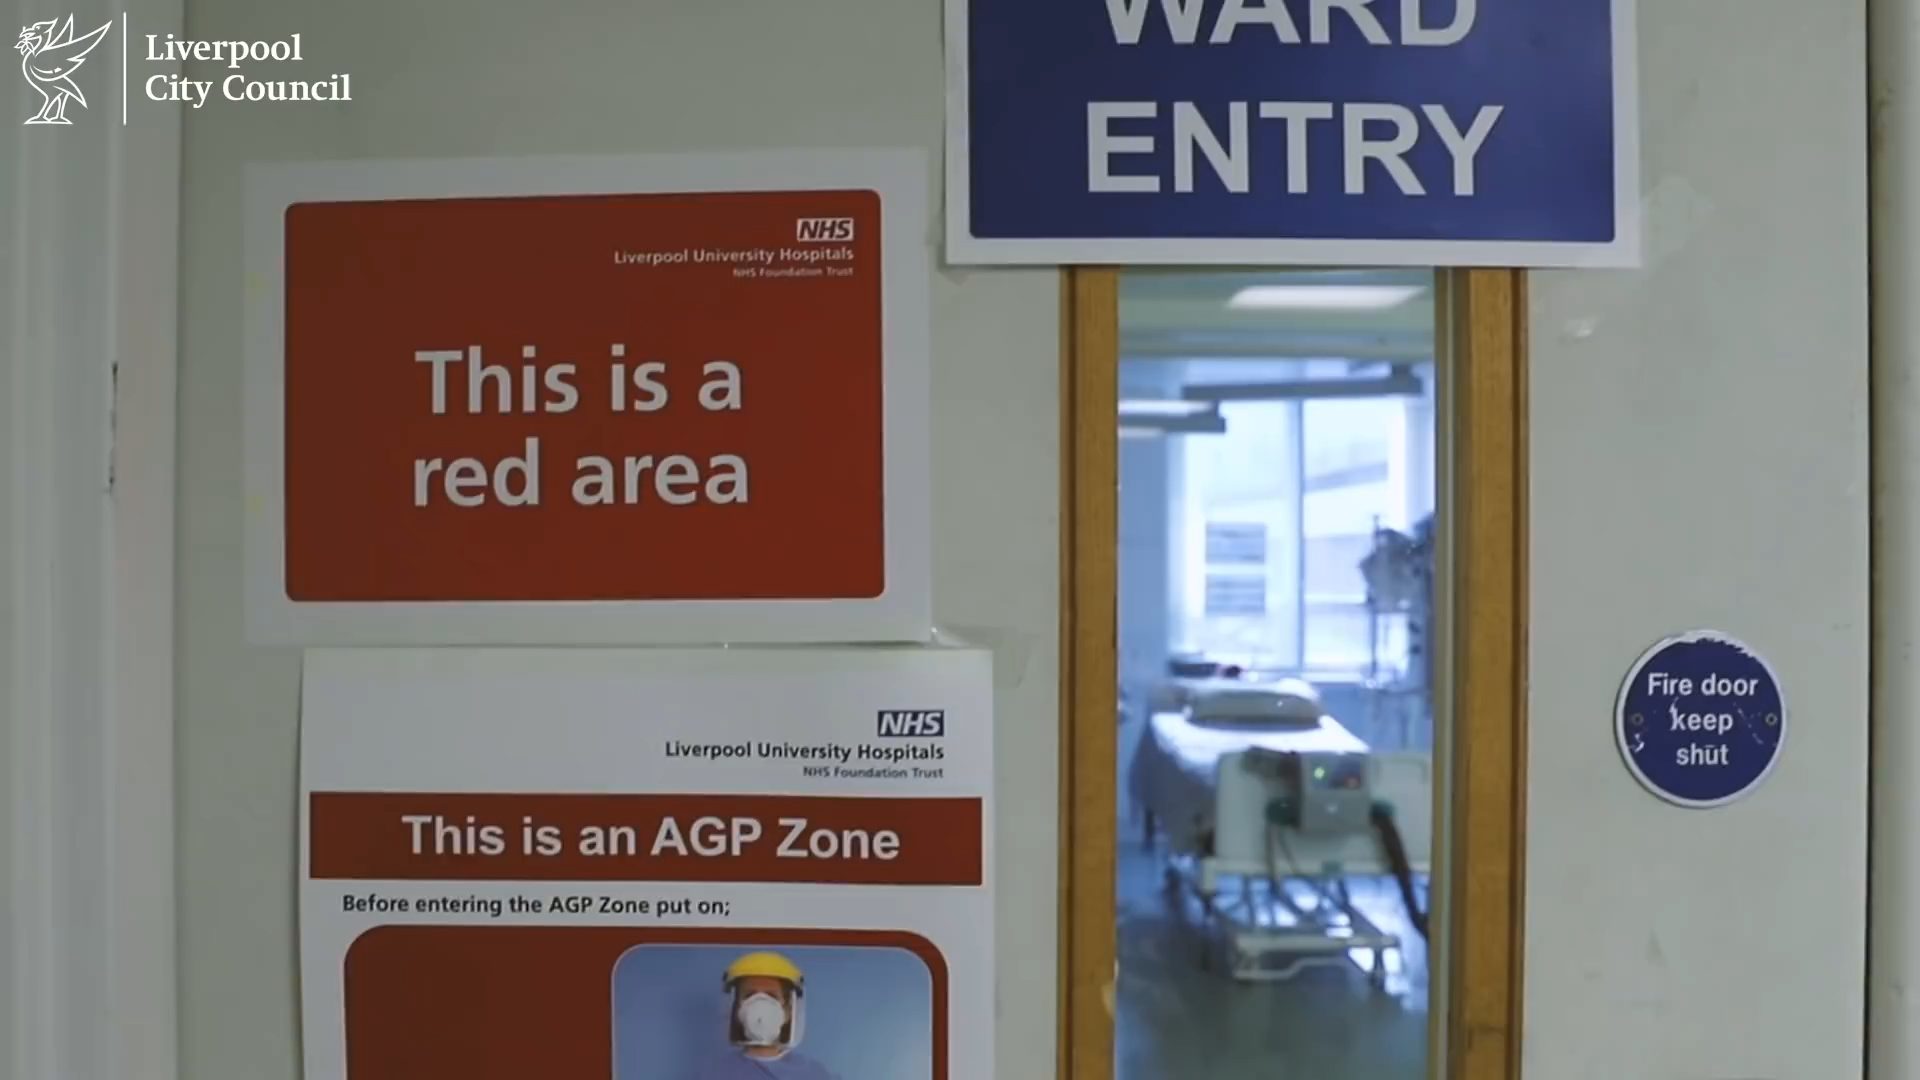 Liverpool
City Council
WARD
ENTRY
NHS
Liverpool University Hospitals
NHS Foundation Trust
This is a
red area
NHS
Liverpool University Hospitals
NHS Foundation Trust
This is an AGP Zone
Before entering the AGP Zone put on;
Fire door
keep
shut